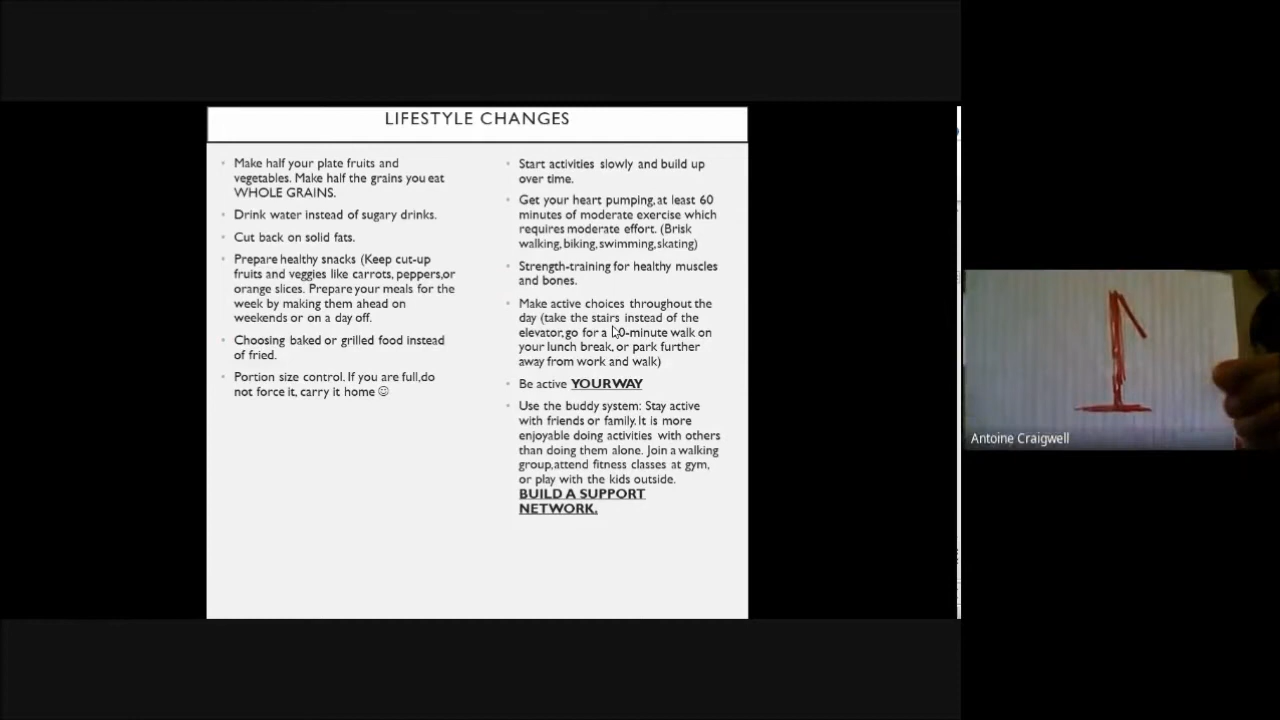 LIFESTYLE CHANGES
Make half your plate fruits and
vegetables. Make half the grains you eat
WHOLE GRAINS.
Drink water instead of sugary drinks.
Cut back on solid fats.
Prepare healthy snacks (Keep cut-up
fruits and veggies like carrots, peppers,or
orange slices. Prepare your meals for the
week by making them ahead on
weekends or on a day off.
Choosing baked or grilled food instead
of fried.
Portion size control. If you are full,do
not force it, carry it home ☺
Start activities slowly and build up
over time.
Get your heart pumping,at least 60
minutes of moderate exercise which
requires moderate effort. (Brisk
walking,biking,swimming,skating)
Strength-training for healthy muscles
and bones.
Make active choices throughout the
day (take the stairs instead of the
elevator,go for a 10-minute walk on
your lunch break, or park further
away from work and walk)
Be active YOUR WAY
Use the buddy system: Stay active
with friends or family. It is more
enjoyable doing activities with others
than doing them alone. Join a walking
group,attend fitness classes at gym,
or play with the kids outside.
BUILD A SUPPORT
NETWORK.
1
Antoine Craigwell